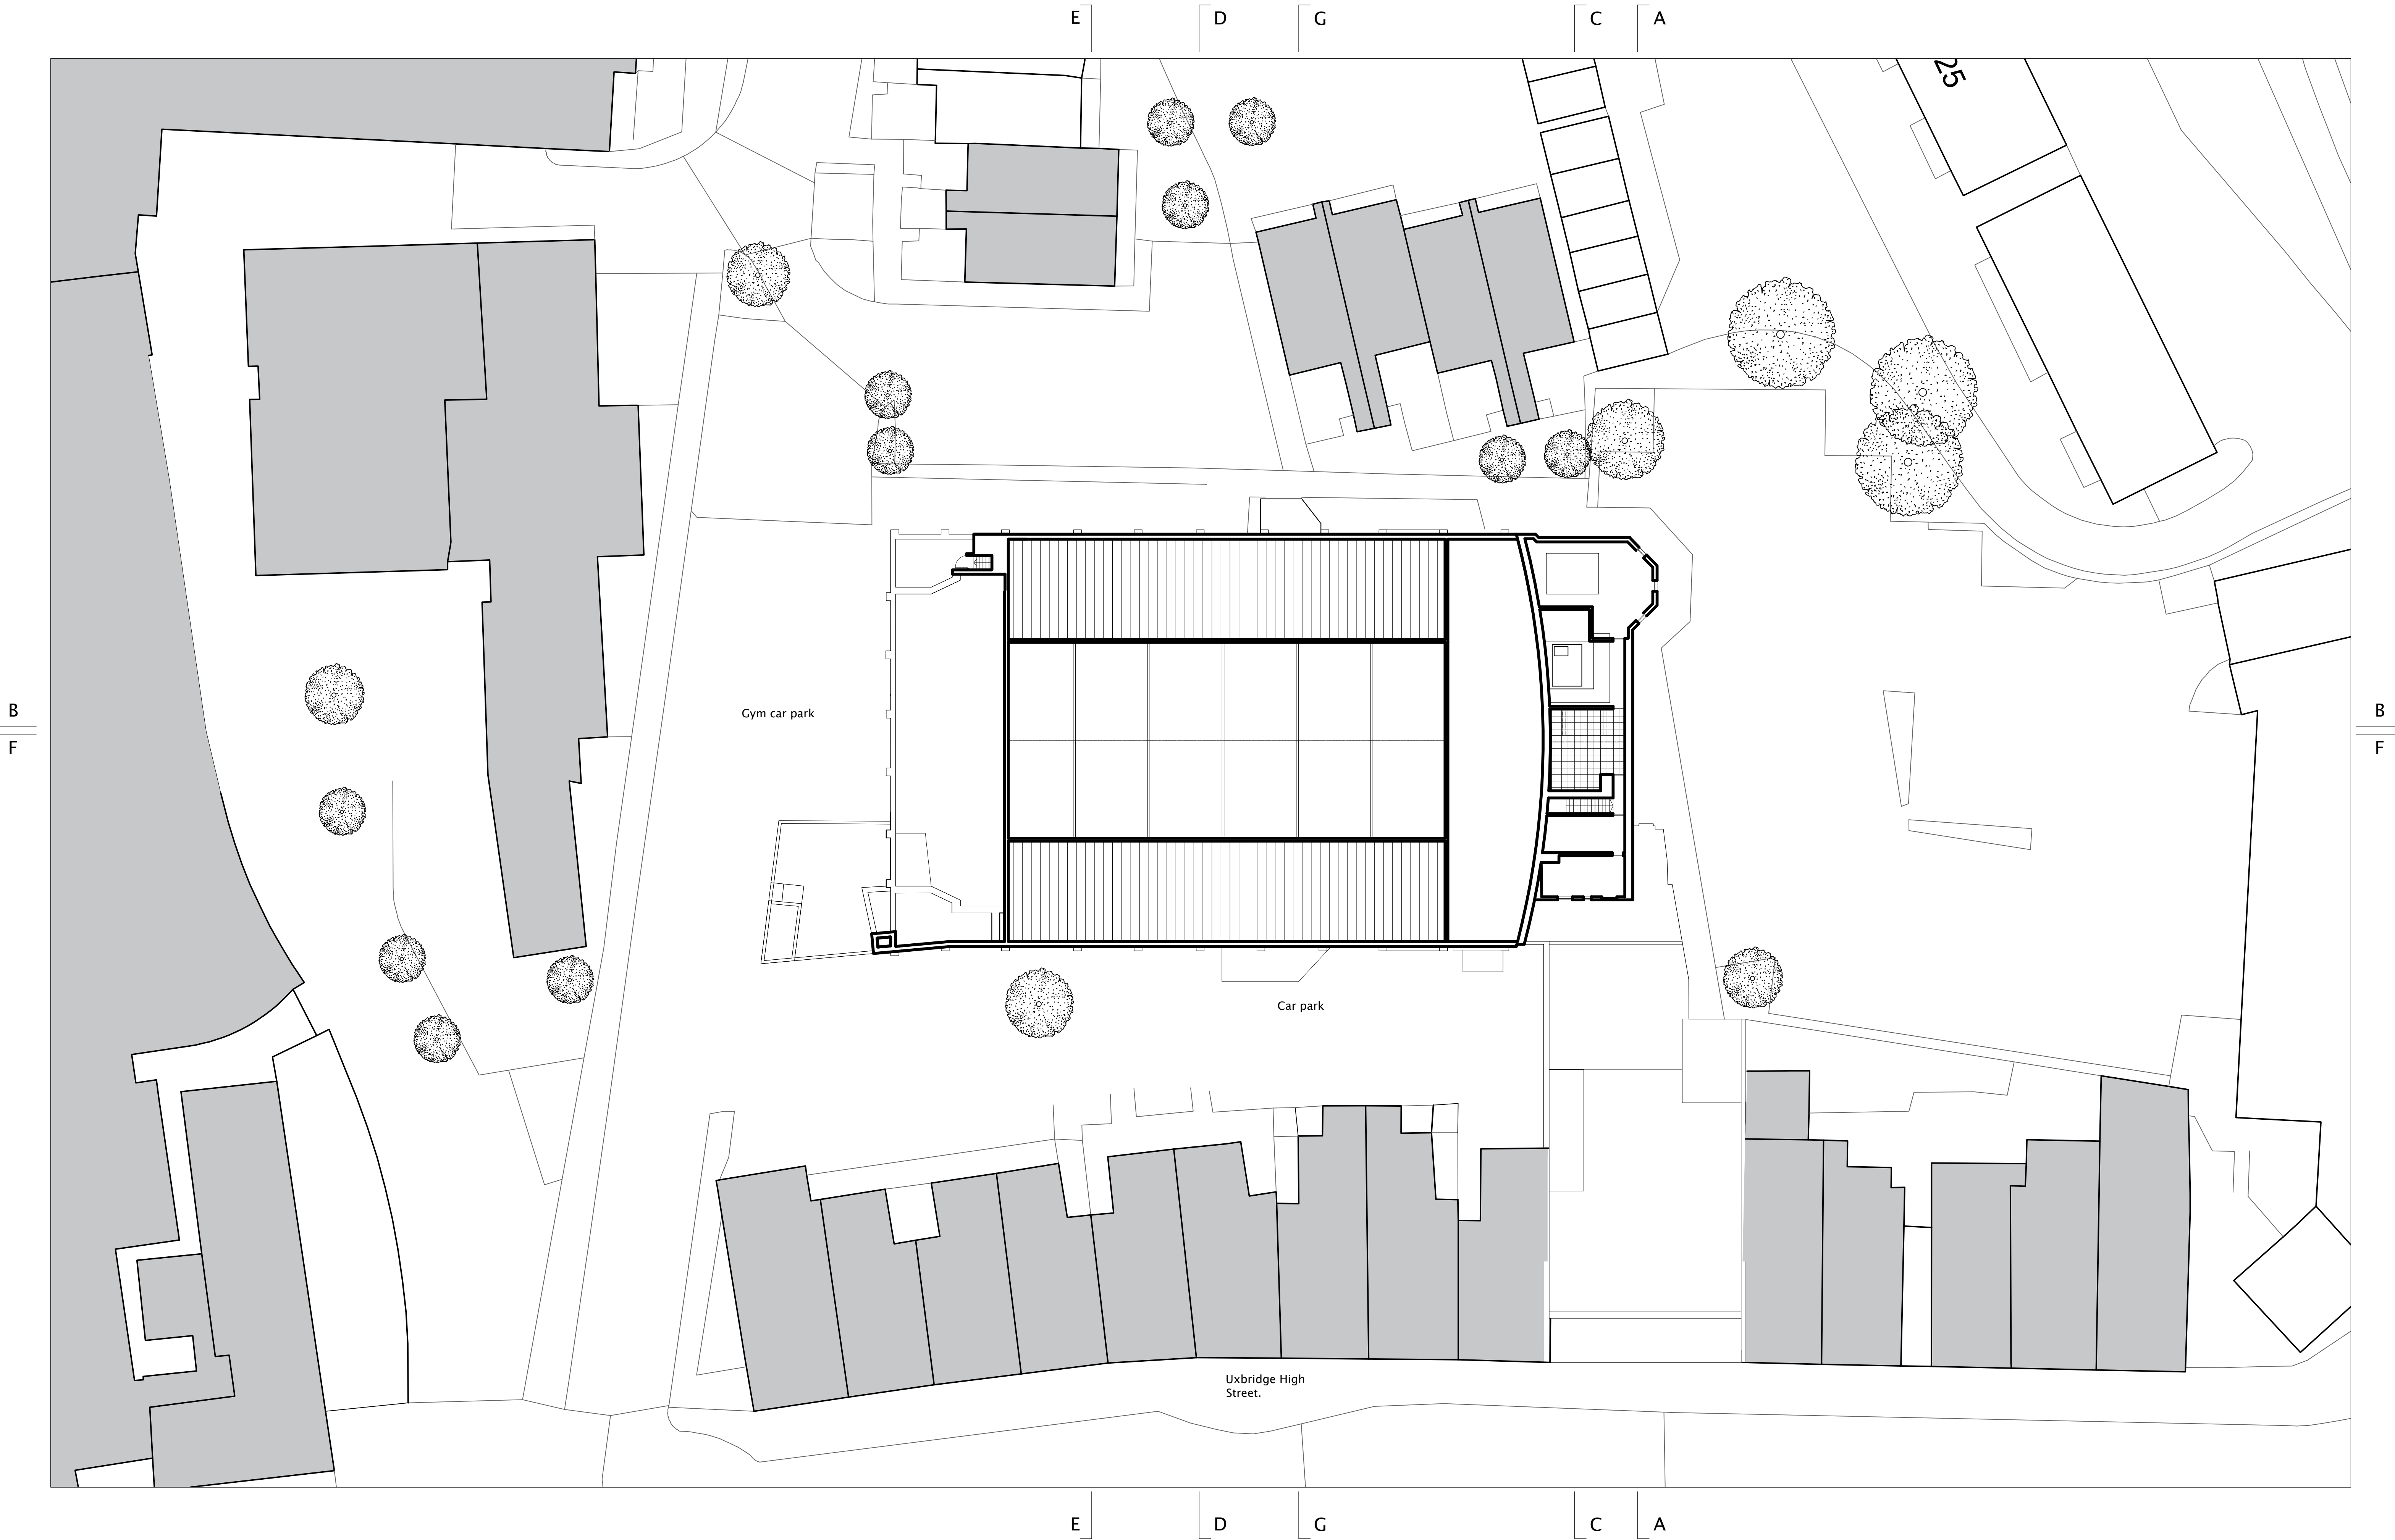 E D G C A
25
B B
Gym car park
F F
Car park
Uxbridge High
Street.
E D G C A